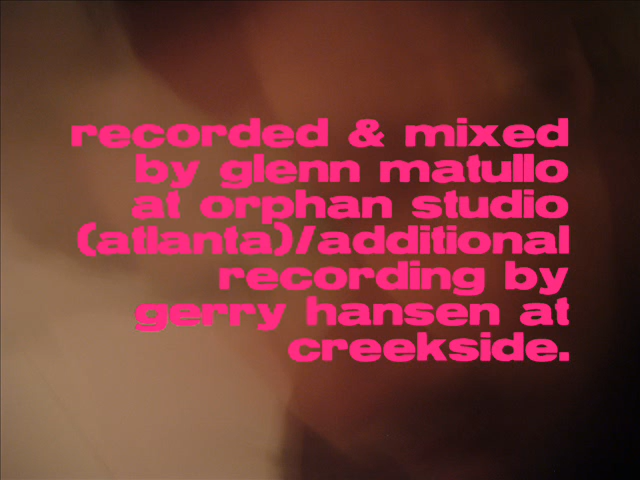 recorded & mixed
by glenn matullo
at orphan studio
(atlanta)/additional
recording by
gerry hansen at
creekside.